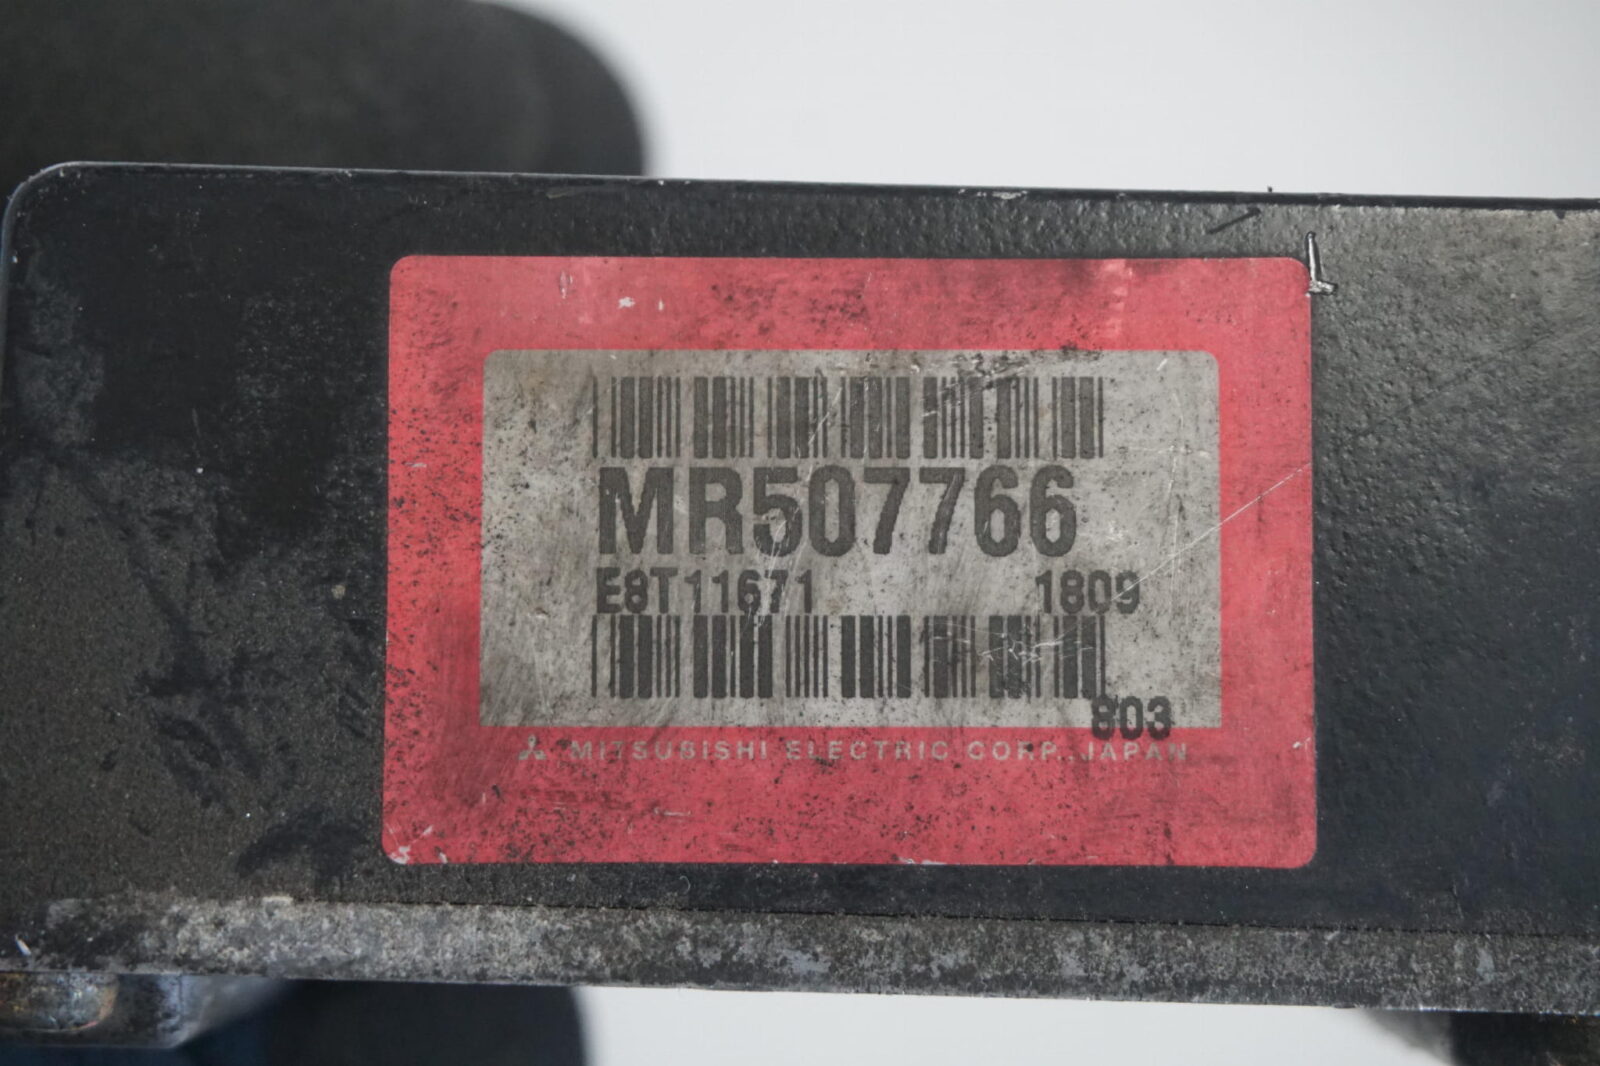 MR507766
E8T11671 1809
803
MITSUBISHI ELECTRIC CORP., JAPAN